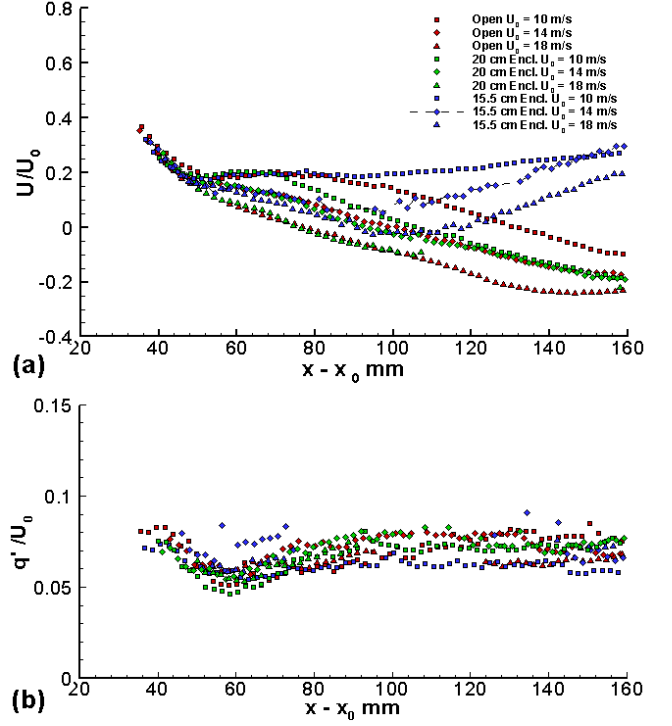 Open U0 = 10 m/s
Open U0 = 14 m/s
Open U0 = 18 m/s
20 cm Encl. U0 = 10 m/s
20 cm Encl. U0 = 14 m/s
20 cm Encl. U0 = 18 m/s
15.5 cm Encl. U0 = 10 m/s
15.5 cm Encl. U0 = 14 m/s
15.5 cm Encl. U0 = 18 m/s
0.8
0.6
0.4
0.2
0
-0.2
-0.4
U/U0
20 40 60 80 100 120 140 160
x - x0 mm
(a)
0.15
0.1
0.05
0
q'/U0
20 40 60 80 100 120 140 160
x - x0 mm
(b)